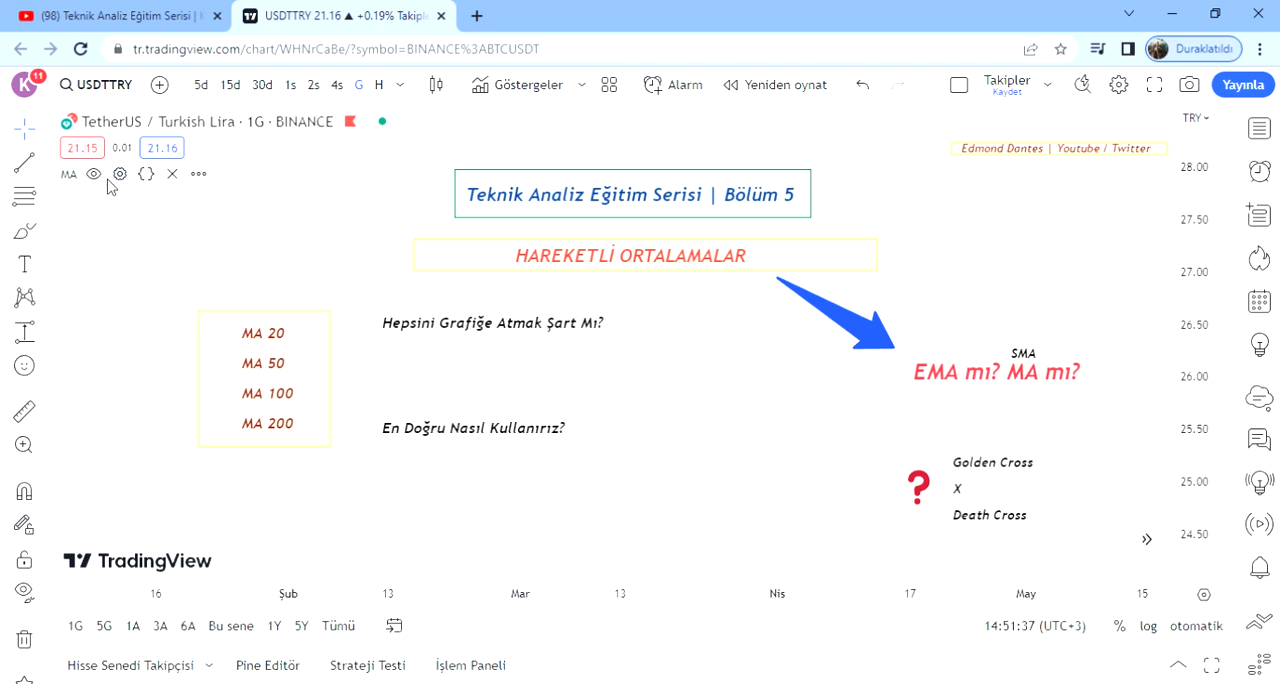 (98) Teknik Analiz Eğitim Serisi | K
USDTTRY 21.16 ▲ +0.19% Takiple
tr.tradingview.com/chart/WHNrCaBe/?symbol=BINANCE%3ABTCUSDT
Duraklatıldı
K 11
USDTTRY
5d 15d 30d 1s 2s 4s G H
Göstergeler
Alarm
Yeniden oynat
Takipler
Kaydet
Yayınla
TetherUS / Turkish Lira · 1G · BINANCE
TRY
21.15 0.01 21.16
Edmond Dantes | Youtube / Twitter
MA
28.00
Teknik Analiz Eğitim Serisi | Bölüm 5
27.50
HAREKETLİ ORTALAMALAR
27.00
Hepsini Grafiğe Atmak Şart Mı?
26.50
MA 20
MA 50
MA 100
MA 200
SMA
EMA mı? MA mı?
26.00
En Doğru Nasıl Kullanırız?
25.50
Golden Cross
X
Death Cross
?
25.00
24.50
TradingView
16 Şub 13 Mar 13 Nis 17 May 15
1G 5G 1A 3A 6A Bu sene 1Y 5Y Tümü
14:51:37 (UTC+3) % log otomatik
Hisse Senedi Takipçisi Pine Editör Strateji Testi İşlem Paneli